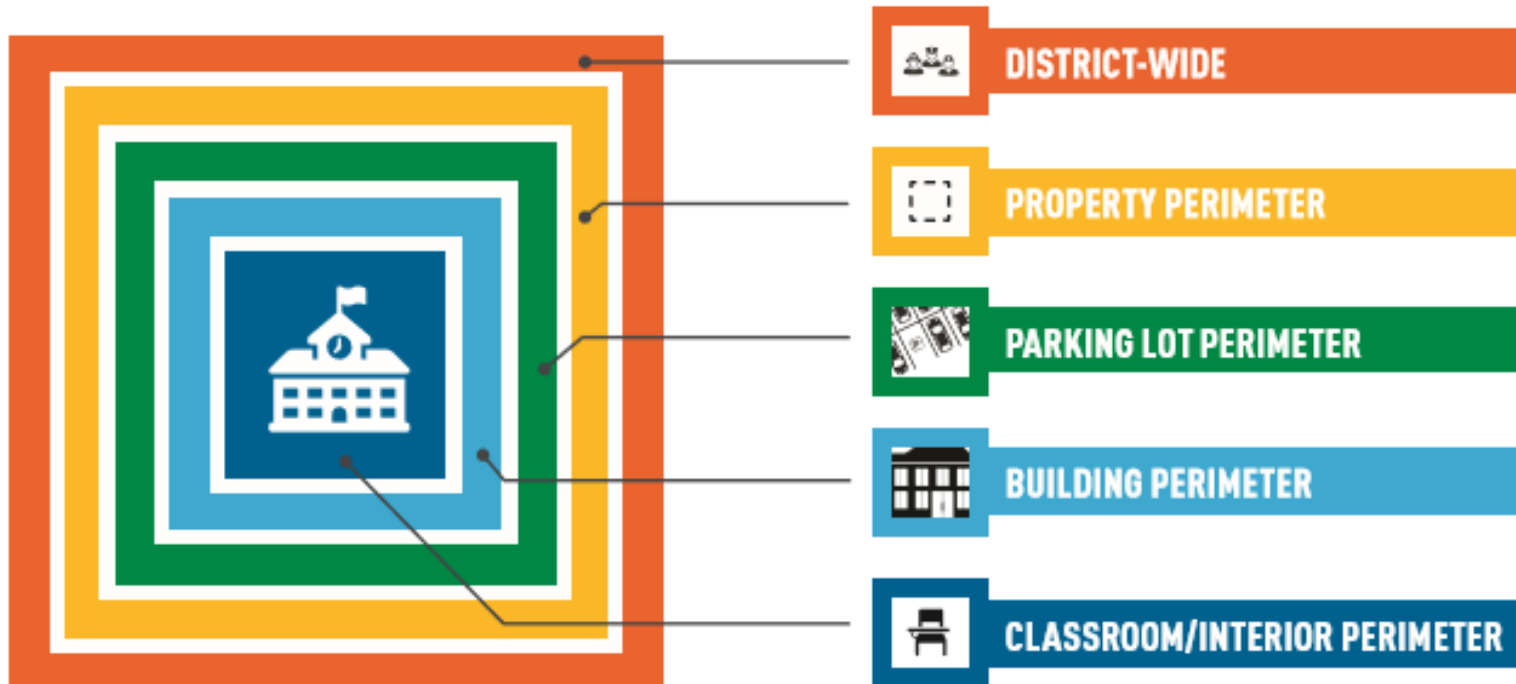 DISTRICT-WIDE
PROPERTY PERIMETER
PARKING LOT PERIMETER
BUILDING PERIMETER
CLASSROOM/INTERIOR PERIMETER